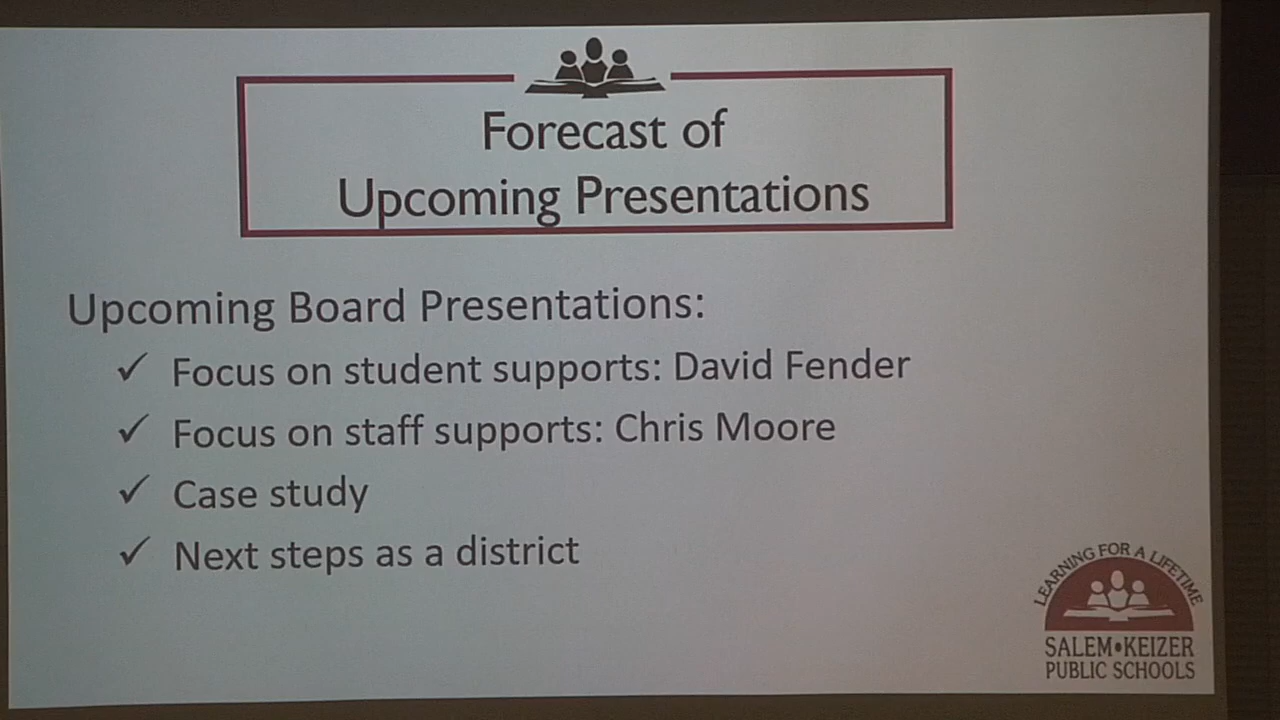 Forecast of
Upcoming Presentations
Upcoming Board Presentations:
✓ Focus on student supports: David Fender
✓ Focus on staff supports: Chris Moore
✓ Case study
✓ Next steps as a district
LEARNING FOR A LIFETIME
SALEM•KEIZER
PUBLIC SCHOOLS